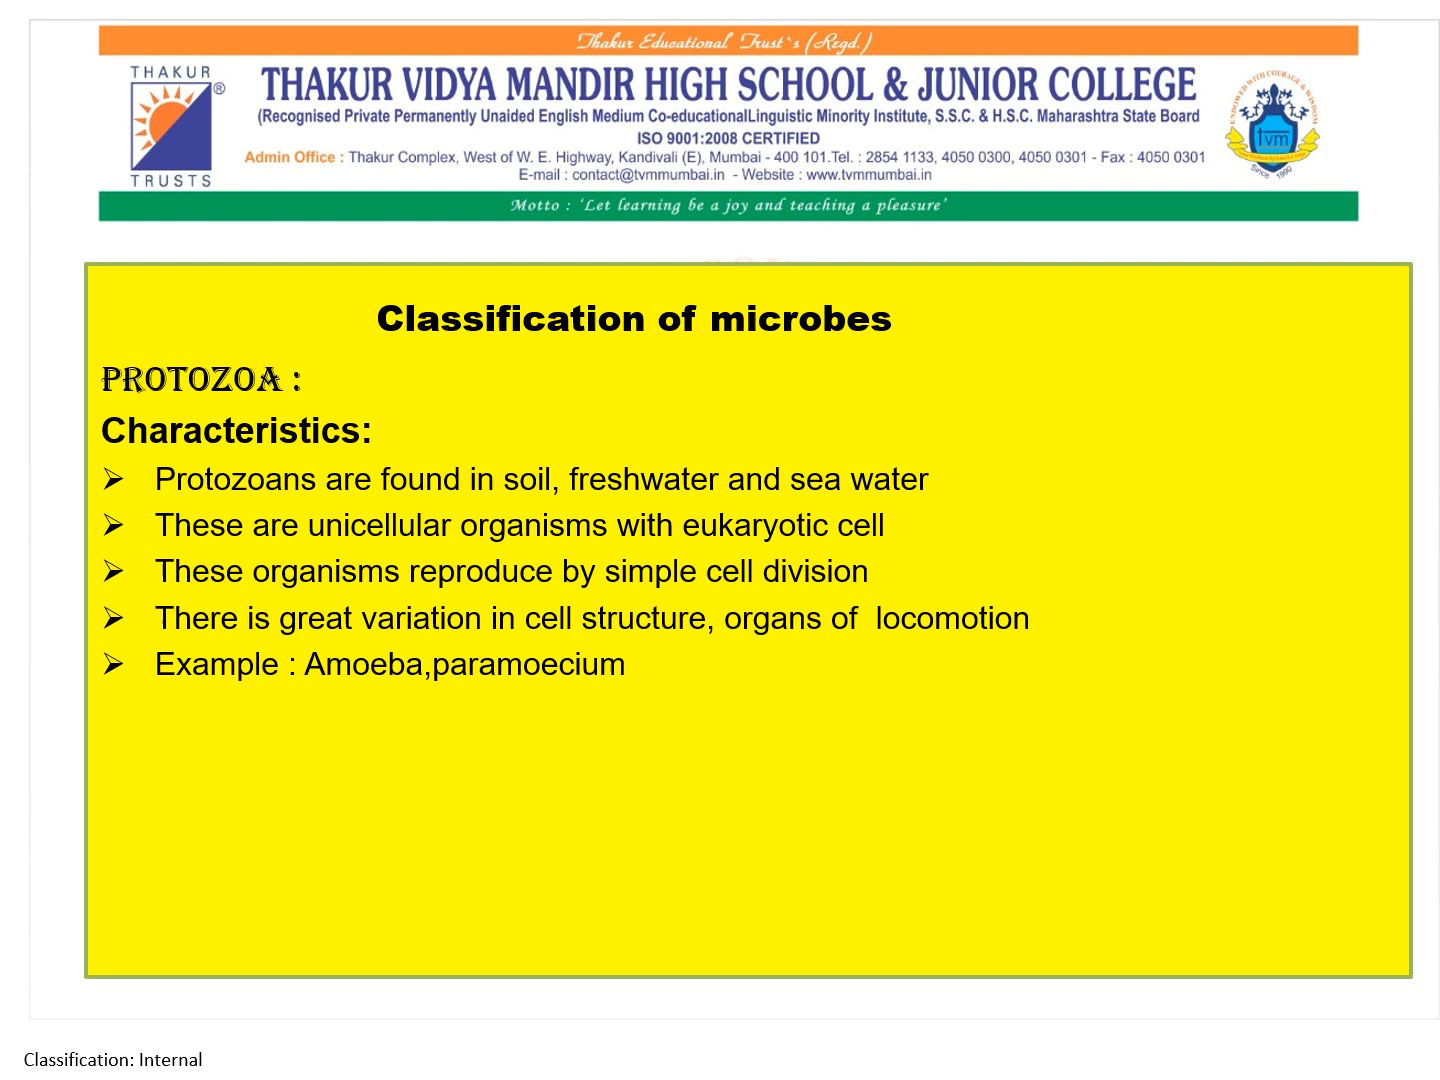 Thakur Educational Trust`s (Regd.)
THAKUR
®
TRUSTS
THAKUR VIDYA MANDIR HIGH SCHOOL & JUNIOR COLLEGE
(Recognised Private Permanently Unaided English Medium Co-educationalLinguistic Minority Institute, S.S.C. & H.S.C. Maharashtra State Board
ISO 9001:2008 CERTIFIED
Admin Office : Thakur Complex, West of W. E. Highway, Kandivali (E), Mumbai - 400 101.Tel. : 2854 1133, 4050 0300, 4050 0301 - Fax : 4050 0301
E-mail : contact@tvmmumbai.in - Website : www.tvmmumbai.in
ENDOWED WITH COURAGE & WISDOM
tvm
Since 1990
Motto : ‘Let learning be a joy and teaching a pleasure’
Classification of microbes
PROTOZOA :
Characteristics:
Protozoans are found in soil, freshwater and sea water
These are unicellular organisms with eukaryotic cell
These organisms reproduce by simple cell division
There is great variation in cell structure, organs of locomotion
Example : Amoeba,paramoecium
Classification: Internal